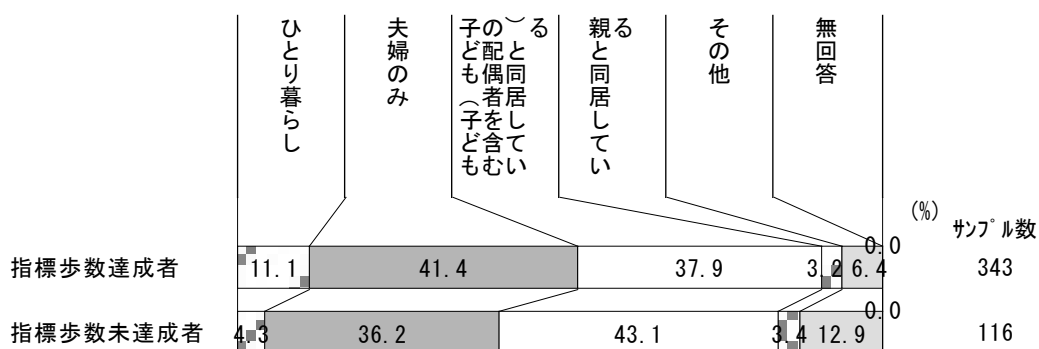 ひとり暮らし
夫婦のみ
子ども（子ども
の配偶者を含む
）と同居してい
る
親と同居してい
る
その他
無回答
(%)
ｻﾝﾌﾟﾙ数
指標歩数達成者
11.1
41.4
37.9
3.2
6.4
0.0
343
指標歩数未達成者
4.3
36.2
43.1
3.4
12.9
0.0
116